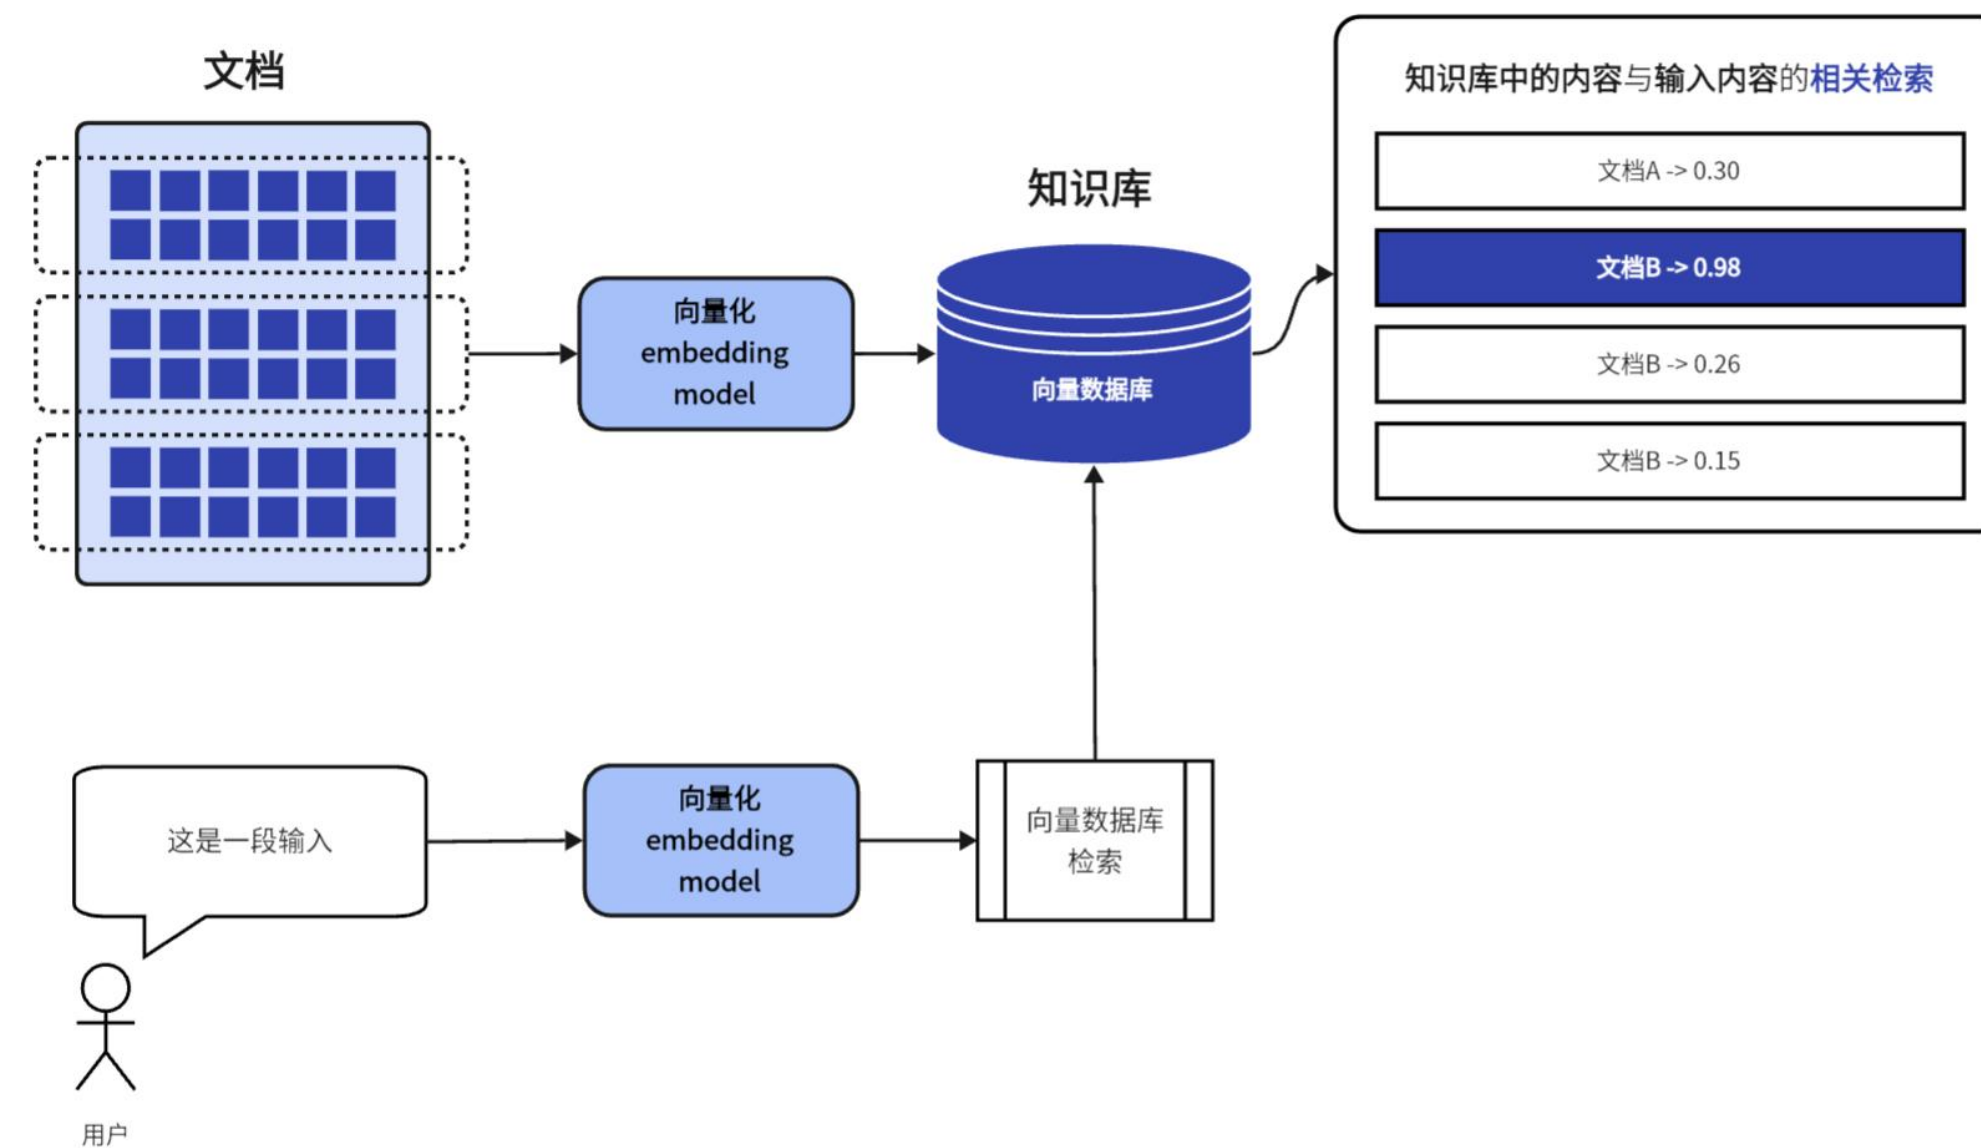 文档
向量化
embedding
model
知识库
向量数据库
知识库中的内容与输入内容的相关检索
文档A -> 0.30
文档B -> 0.98
文档B -> 0.26
文档B -> 0.15
这是一段输入
向量化
embedding
model
向量数据库
检索
用户